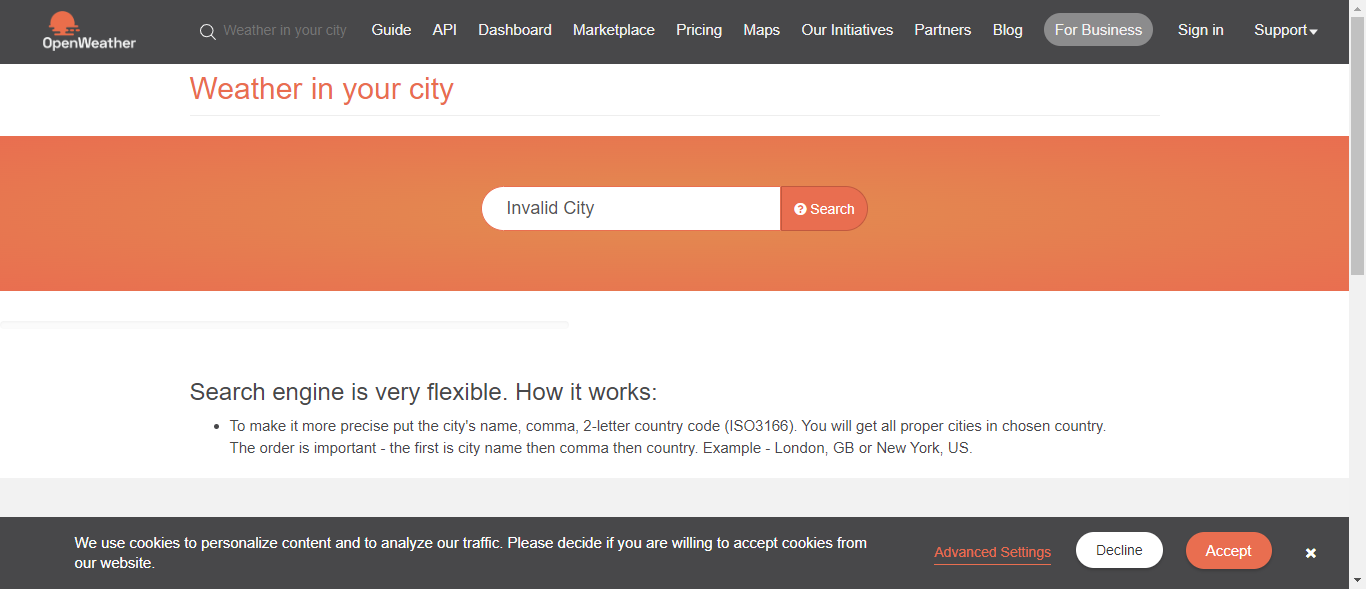 OpenWeather
Weather in your city
Guide
API
Dashboard
Marketplace
Pricing
Maps
Our Initiatives
Partners
Blog
For Business
Sign in
Support
Weather in your city
Invalid City
Search
Search engine is very flexible. How it works:
• To make it more precise put the city's name, comma, 2-letter country code (ISO3166). You will get all proper cities in chosen country.
The order is important - the first is city name then comma then country. Example - London, GB or New York, US.
We use cookies to personalize content and to analyze our traffic. Please decide if you are willing to accept cookies from
our website.
Advanced Settings
Decline
Accept